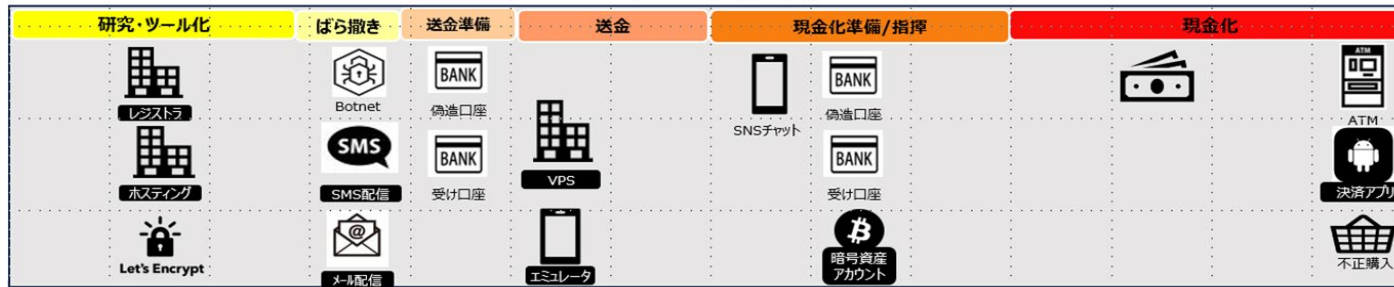 研究・ツール化
ばら撒き
送金準備
送金
現金化準備/指揮
現金化
レジストラ
Botnet
BANK
偽造口座
SNSチャット
BANK
偽造口座
ATM
ATM
ホスティング
SMS
SMS配信
BANK
受け口座
VPS
BANK
受け口座
決済アプリ
Let's Encrypt
@
メール配信
エミュレータ
暗号資産
アカウント
不正購入